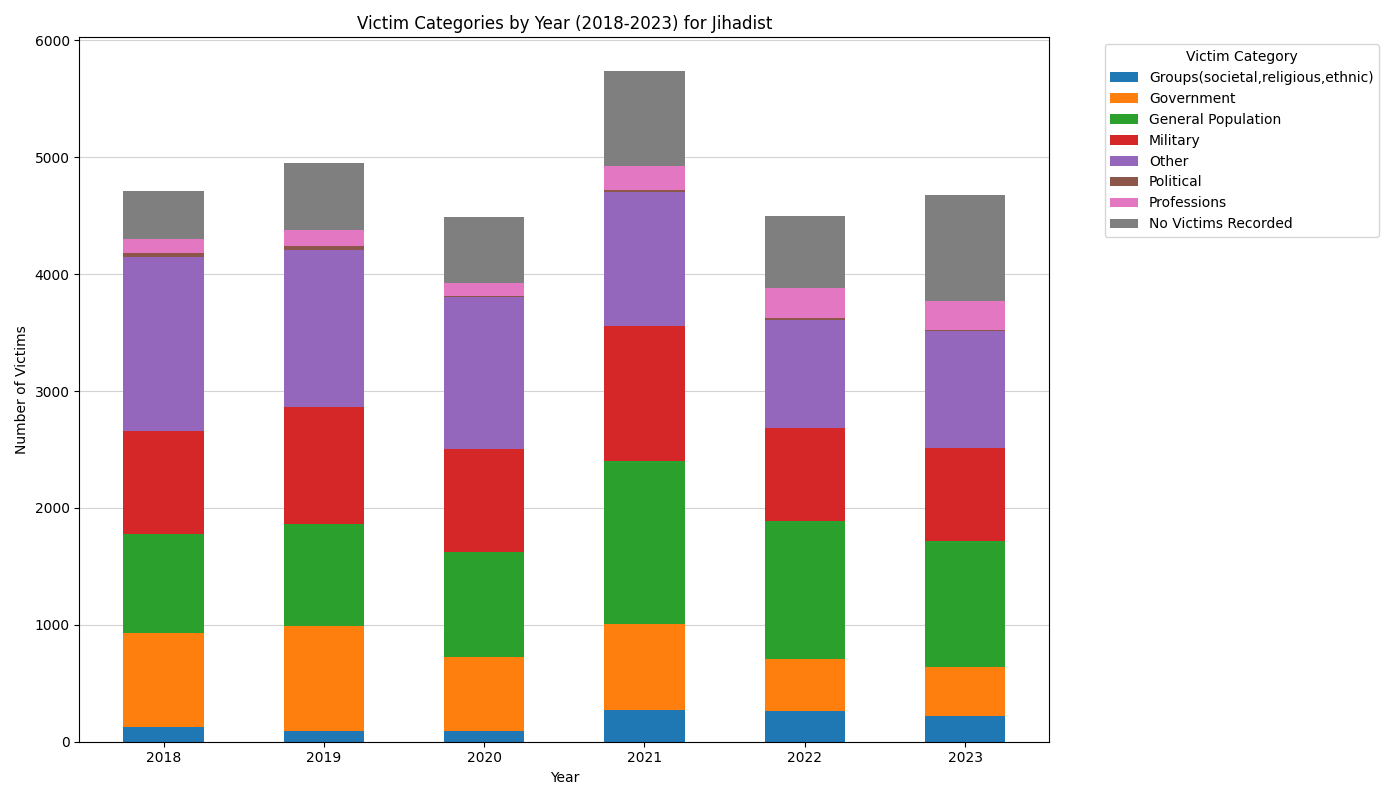 Victim Categories by Year (2018-2023) for Jihadist
6000
5000
4000
3000
2000
1000
0
Number of Victims
2018 2019 2020 2021 2022 2023
Year
Victim Category
Groups(societal,religious,ethnic)
Government
General Population
Military
Other
Political
Professions
No Victims Recorded